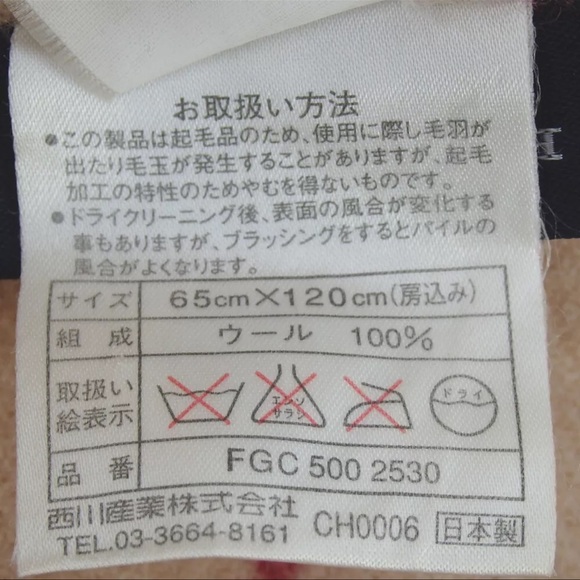 お取扱い方法
●この製品は起毛品のため、使用に際し毛羽が
出たり毛玉が発生することがありますが、起毛
加工の特性のためやむを得ないものです。
●ドライクリーニング後、表面の風合が変化する
事もありますが、ブラッシングをするとパイルの
風合がよくなります。
サイズ 65cm×120cm(房込み)
組成 ウール 100%
取扱い
絵表示 エンソ
サラシ ドライ
品番 FGC 500 2530
西川産業株式会社
TEL.03-3664-8161 CH0006 日本製